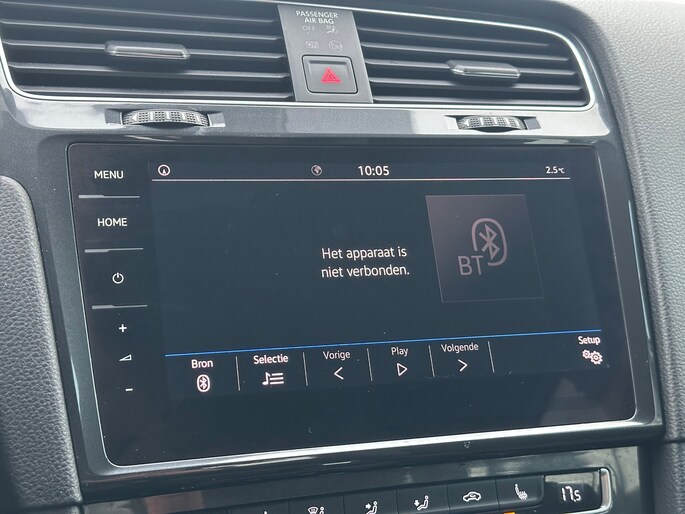 PASSENGER
AIR BAG
OFF
MENU
10:05
2.5°C
HOME
Het apparaat is
niet verbonden.
BT
+
-
Bron
Selectie
Vorige
Play
Volgende
Setup
17.5